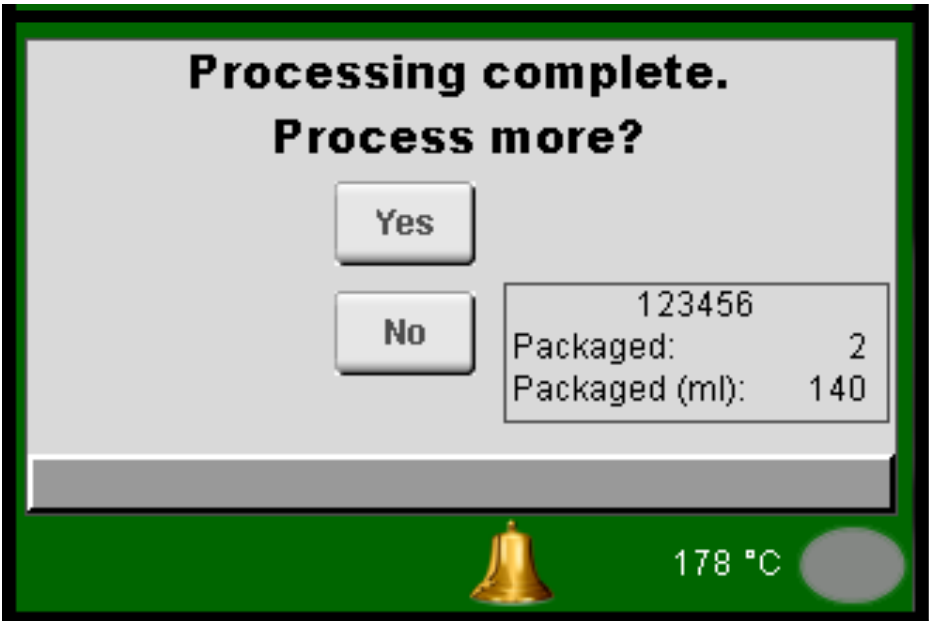 Processing complete.
Process more?
Yes
No
123456
Packaged: 2
Packaged (ml): 140
178 °C